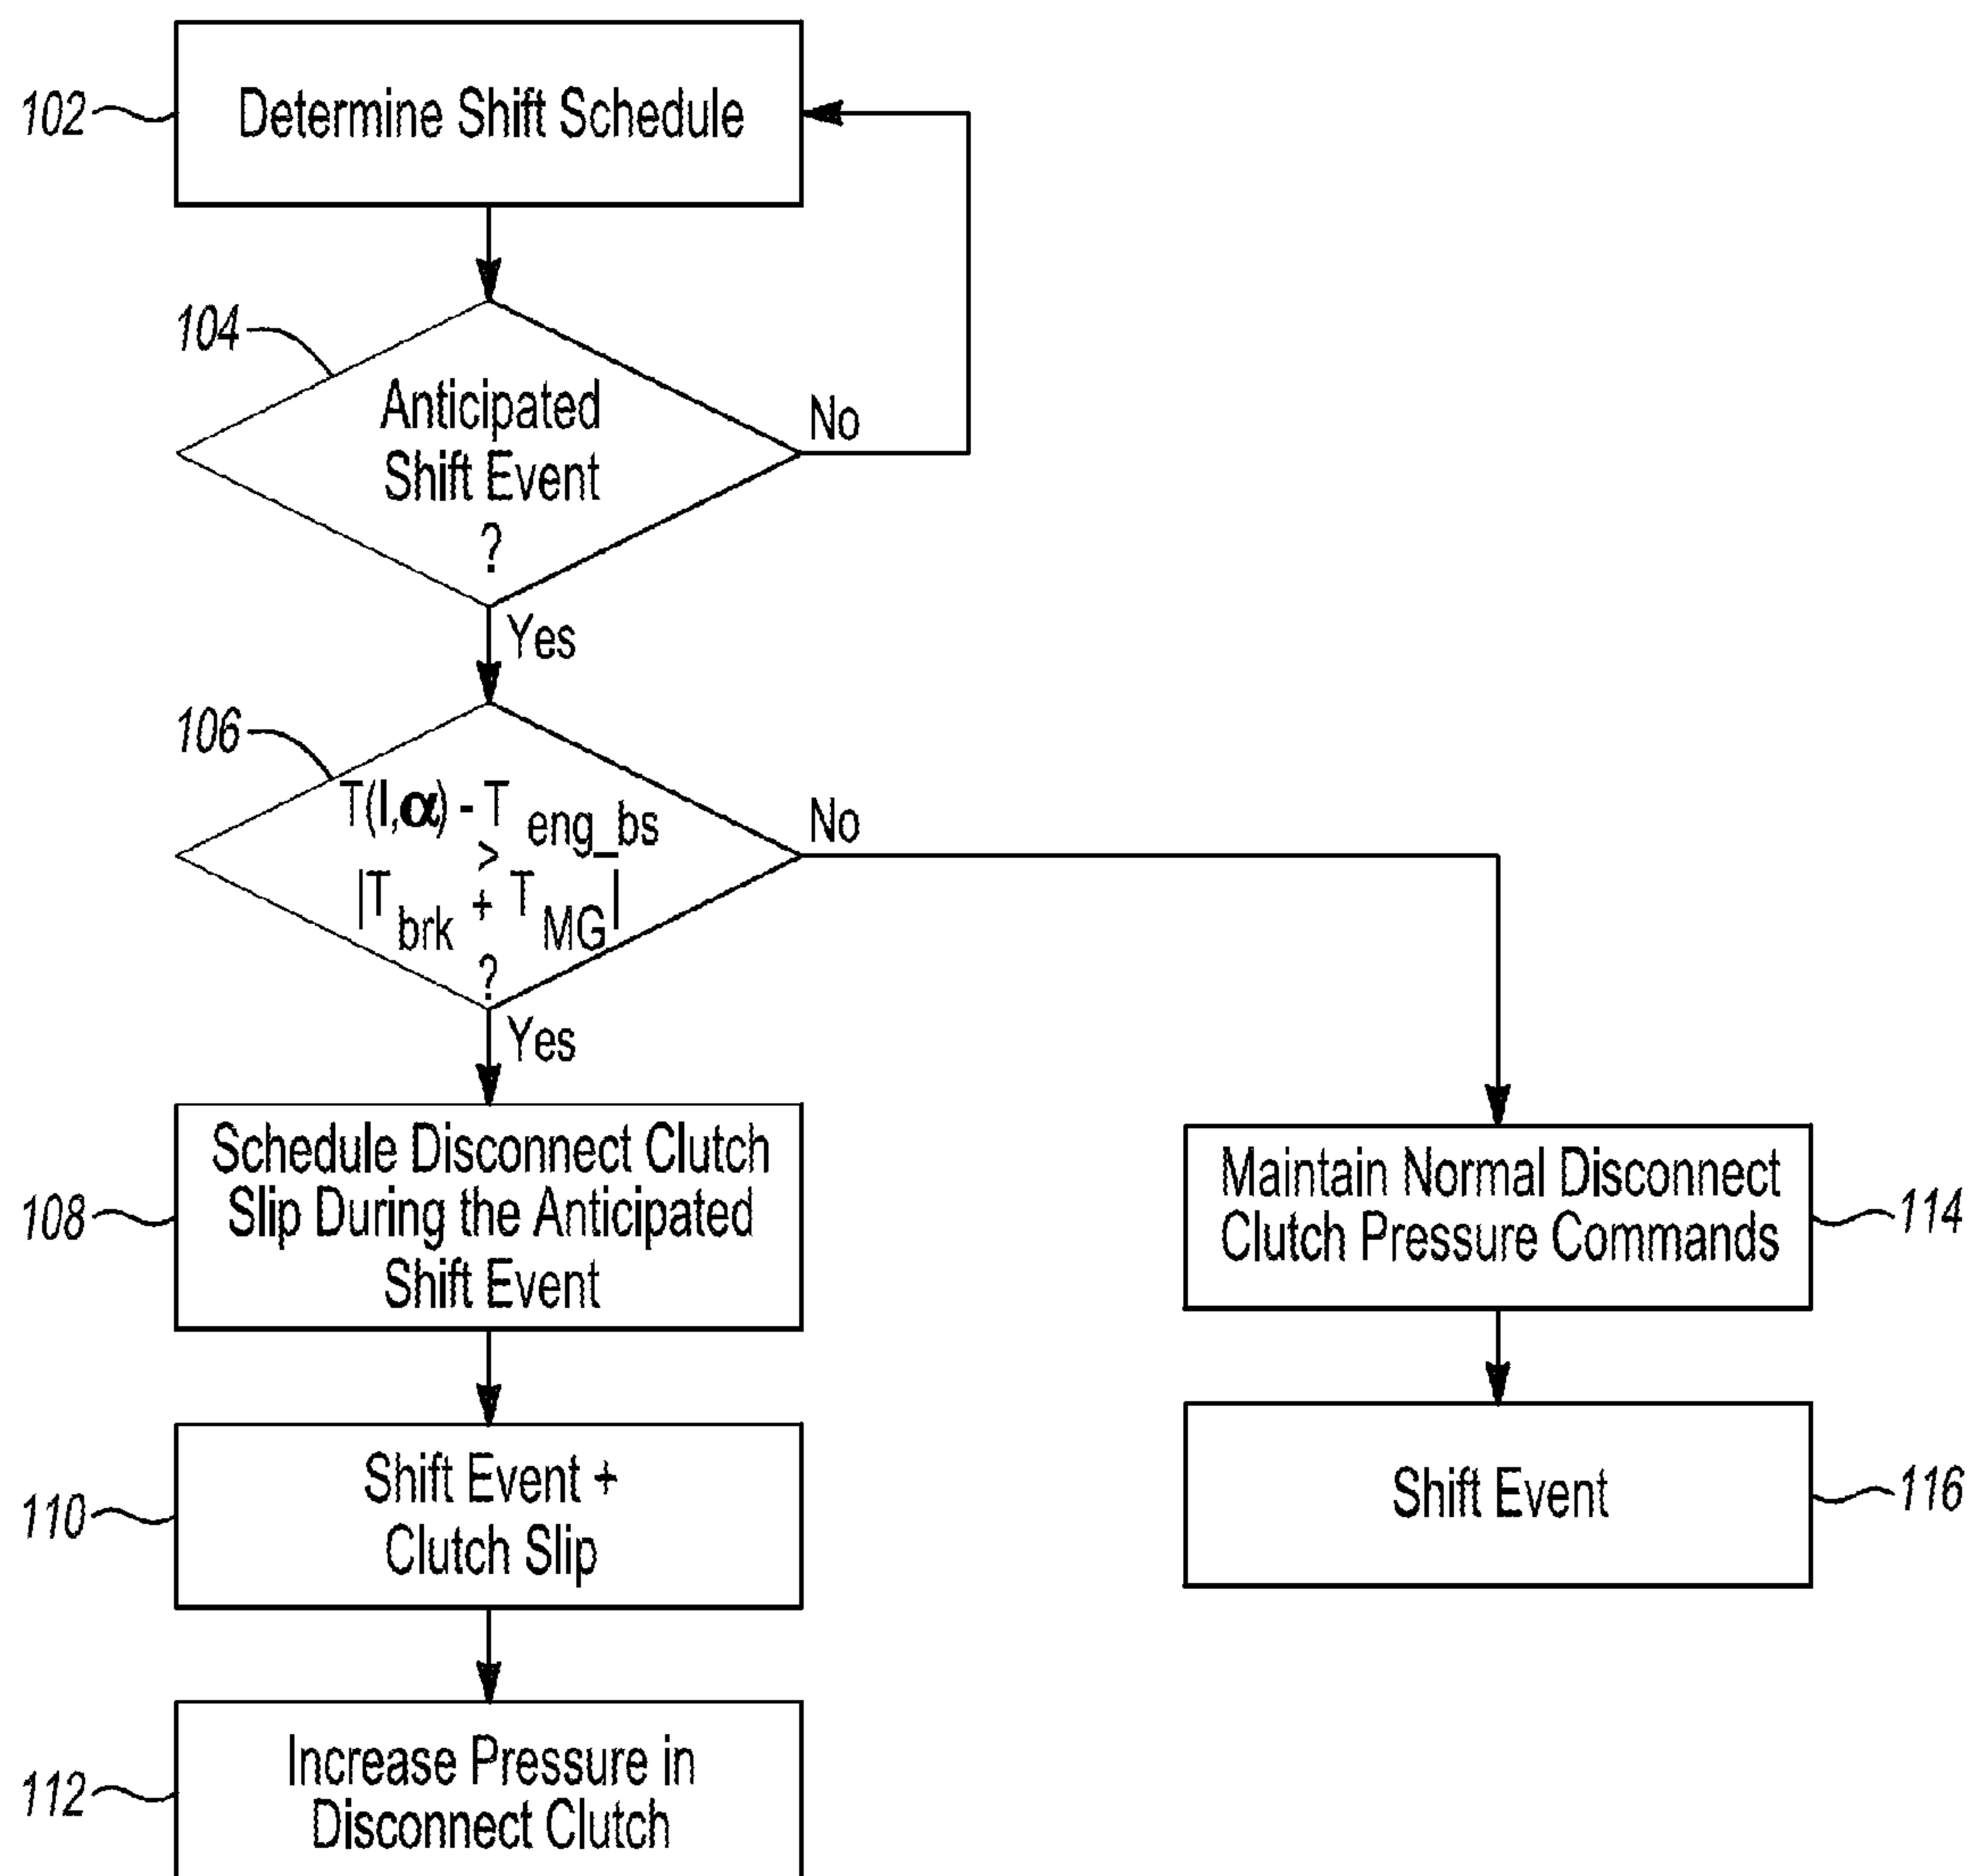 102
Determine Shift Schedule
104
Anticipated
Shift Event
?
No
Yes
106
T(I,α) - T eng_bs
>
|T brk + T MG|
?
No
Yes
108
Schedule Disconnect Clutch
Slip During the Anticipated
Shift Event
Maintain Normal Disconnect
Clutch Pressure Commands
114
110
Shift Event +
Clutch Slip
Shift Event
116
112
Increase Pressure in
Disconnect Clutch